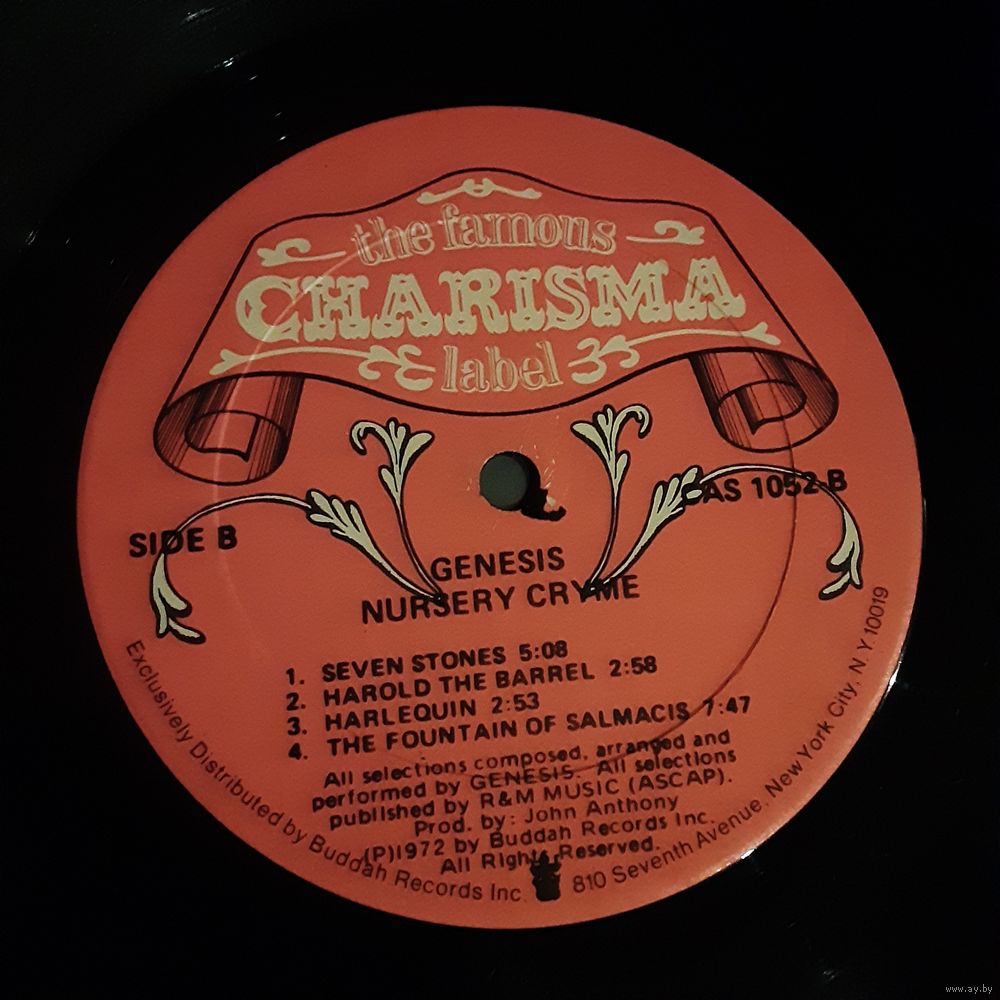 the famous
CHARISMA
label
CAS 1052-B
SIDE B
GENESIS
NURSERY CRYME
1. SEVEN STONES 5:08
2. HAROLD THE BARREL 2:58
3. HARLEQUIN 2:53
4. THE FOUNTAIN OF SALMACIS 7:47
All selections composed, arranged and
performed by GENESIS. All selections
published by R&M MUSIC (ASCAP).
Prod. by: John Anthony
(P)1972 by Buddah Records Inc.
All Rights Reserved.
Exclusively Distributed by Buddah Records Inc. 810 Seventh Avenue, New York City, N.Y. 10019
www.ay.by